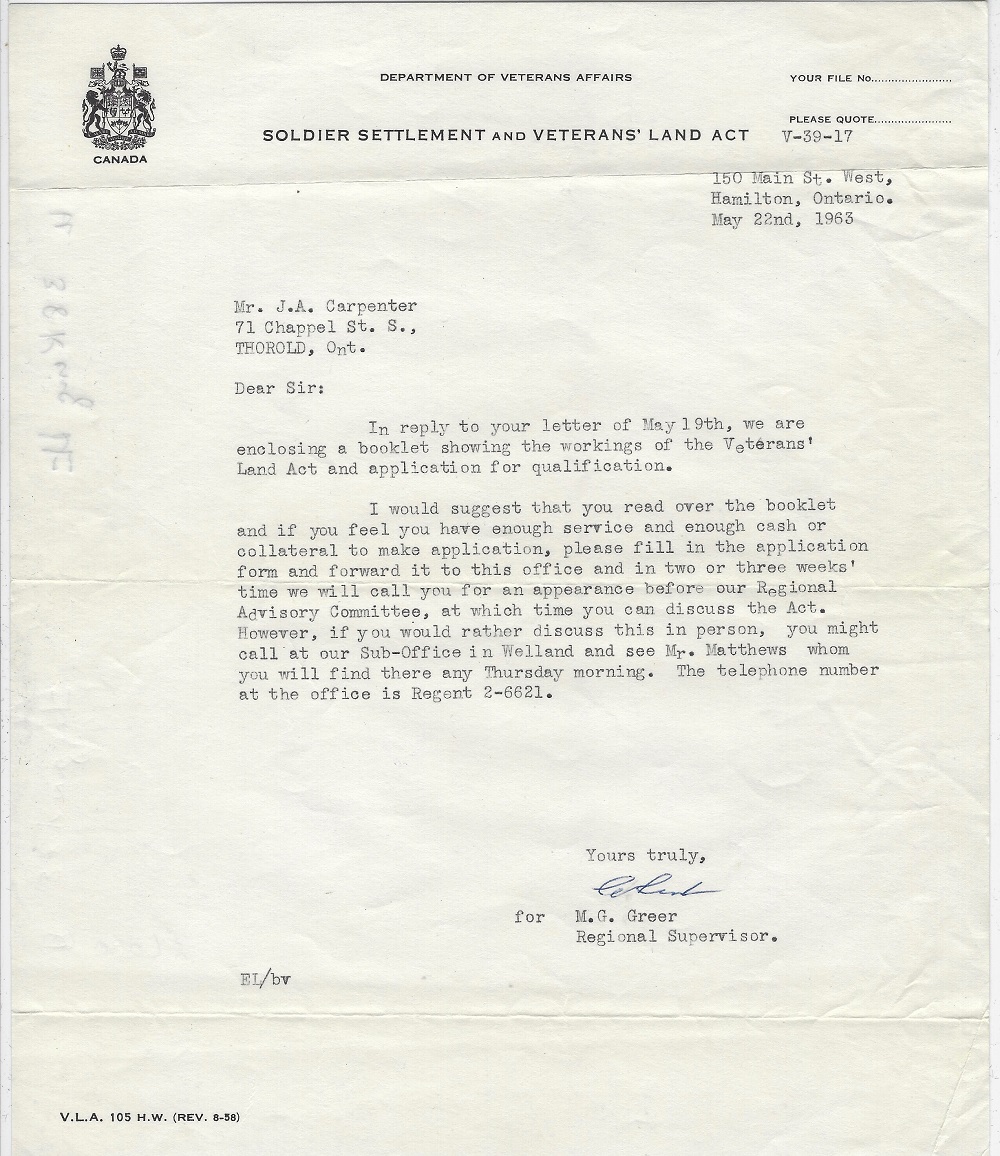 CANADA
DEPARTMENT OF VETERANS AFFAIRS
SOLDIER SETTLEMENT AND VETERANS' LAND ACT
YOUR FILE No.........................
PLEASE QUOTE........................
V-39-17
150 Main St. West,
Hamilton, Ontario.
May 22nd, 1963
Mr. J.A. Carpenter
71 Chappel St. S.,
THOROLD, Ont.
Dear Sir:
In reply to your letter of May 19th, we are
enclosing a booklet showing the workings of the Veterans'
Land Act and application for qualification.
I would suggest that you read over the booklet
and if you feel you have enough service and enough cash or
collateral to make application, please fill in the application
form and forward it to this office and in two or three weeks'
time we will call you for an appearance before our Regional
Advisory Committee, at which time you can discuss the Act.
However, if you would rather discuss this in person, you might
call at our Sub-Office in Welland and see Mr. Matthews whom
you will find there any Thursday morning. The telephone number
at the office is Regent 2-6621.
Yours truly,
for M.G. Greer
Regional Supervisor.
EL/bv
V.L.A. 105 H.W. (REV. 8-58)